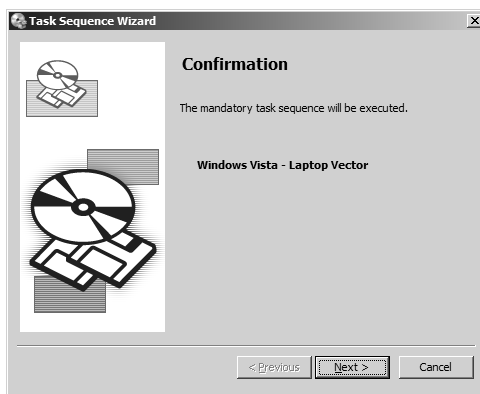 Task Sequence Wizard
Confirmation
The mandatory task sequence will be executed.
Windows Vista - Laptop Vector
< Previous
Next >
Cancel